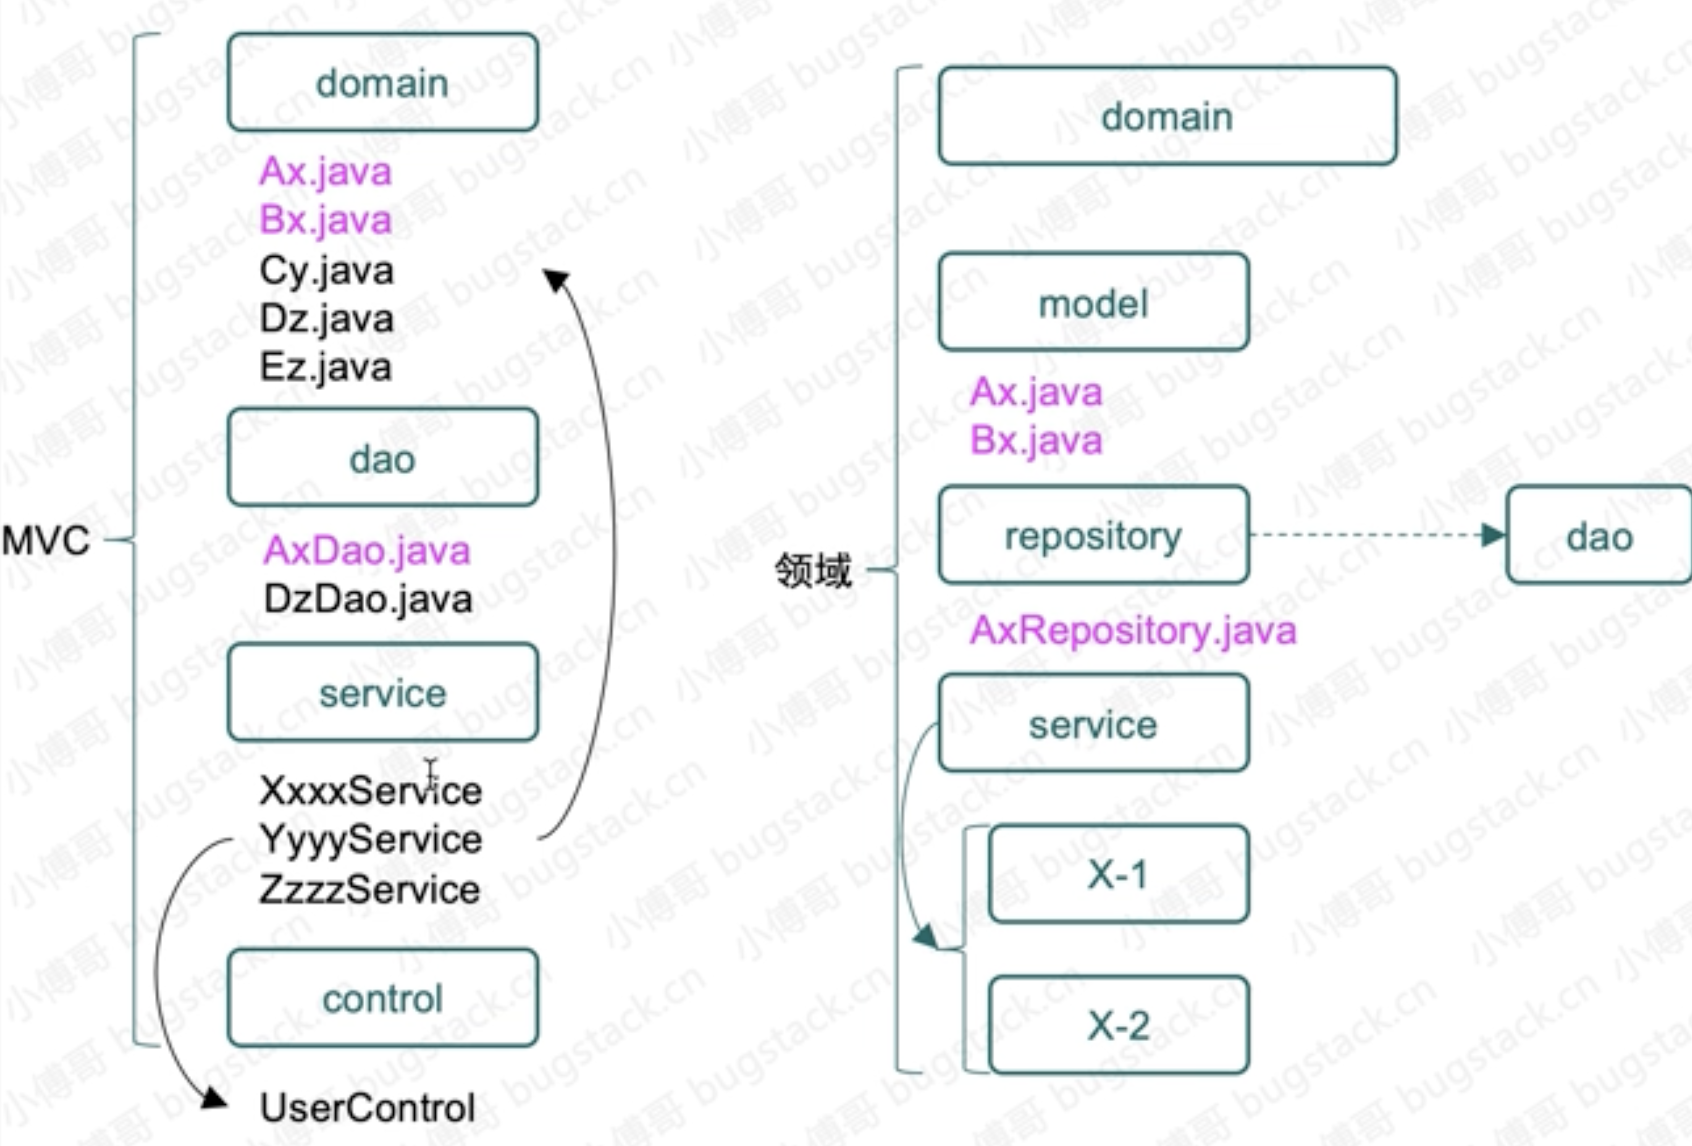 MVC
domain
Ax.java
Bx.java
Cy.java
Dz.java
Ez.java
dao
AxDao.java
DzDao.java
service
XxxxService
YyyyService
ZzzzService
control
UserControl
领域
domain
model
Ax.java
Bx.java
repository
dao
AxRepository.java
service
X-1
X-2
小傅哥 bugstack.cn